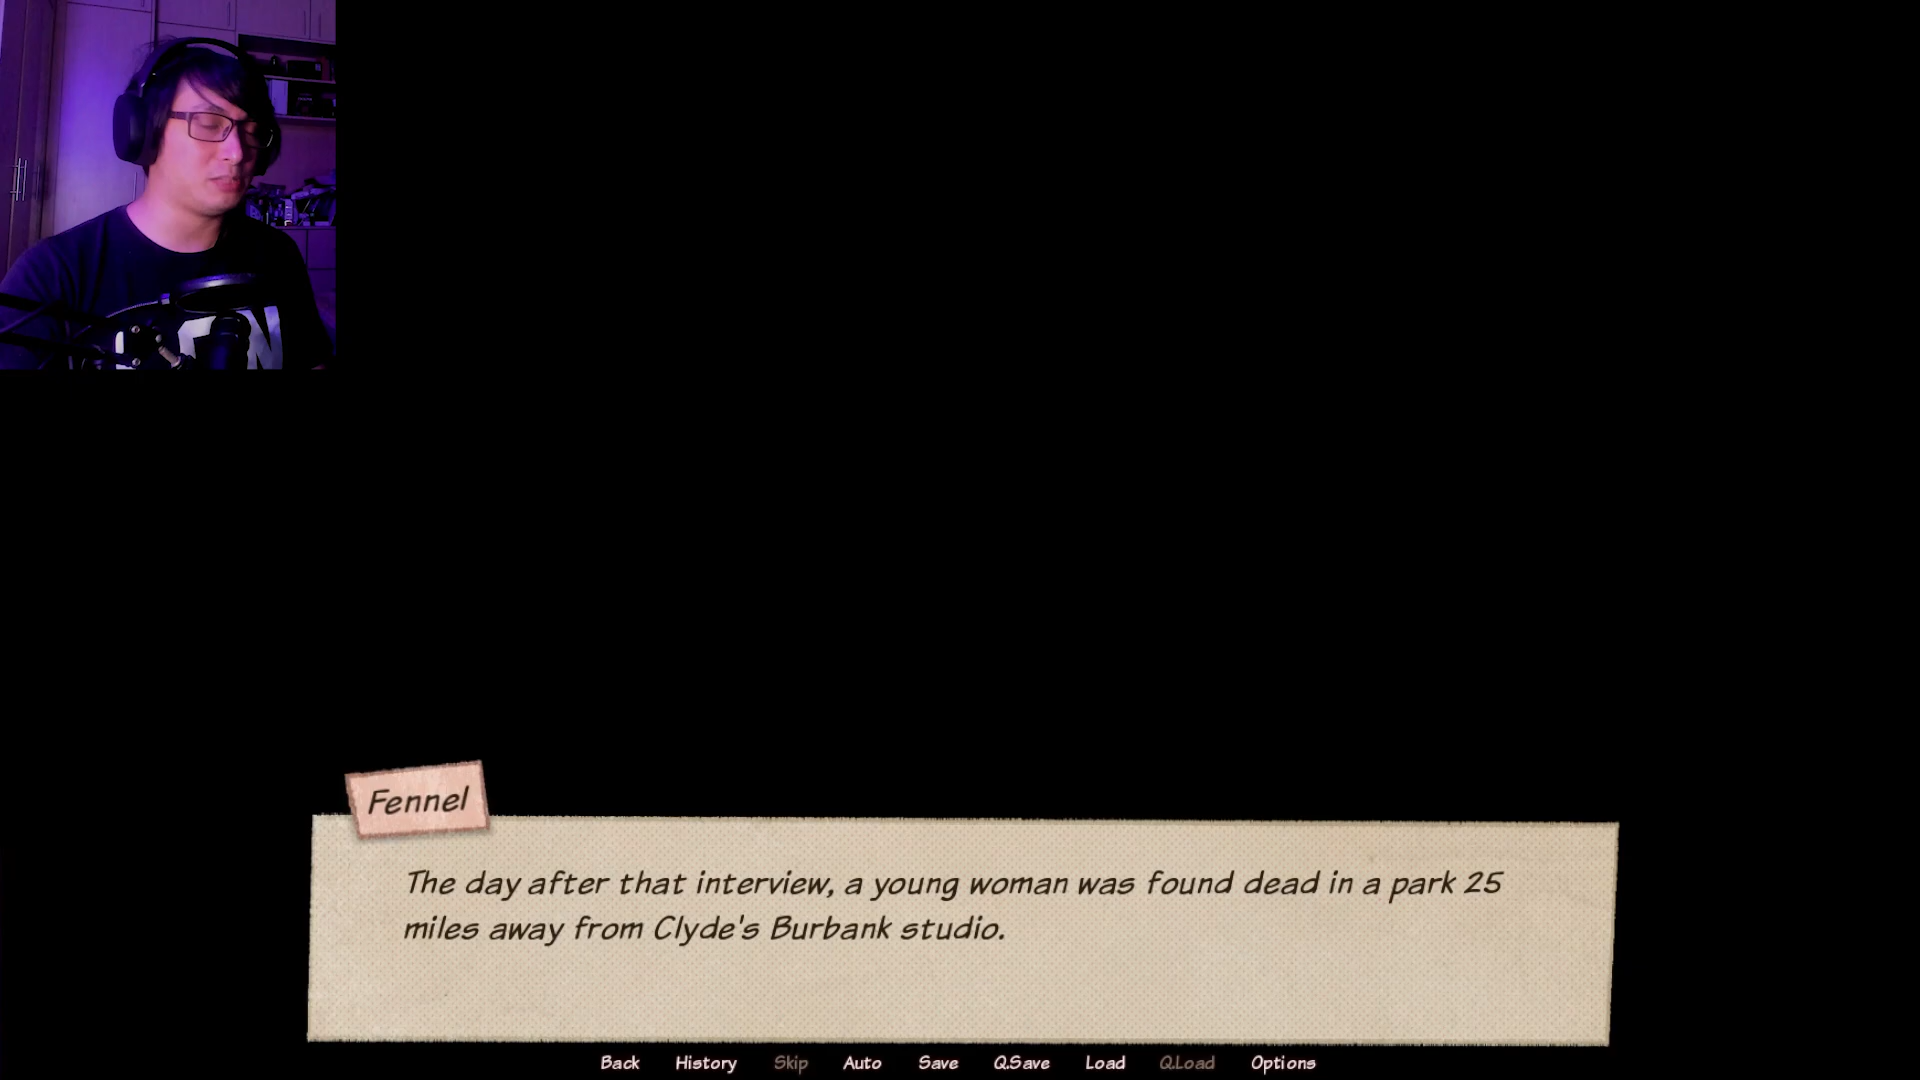 Fennel
The day after that interview, a young woman was found dead in a park 25
miles away from Clyde's Burbank studio.
Back History Skip Auto Save Q.Save Load Q.Load Options